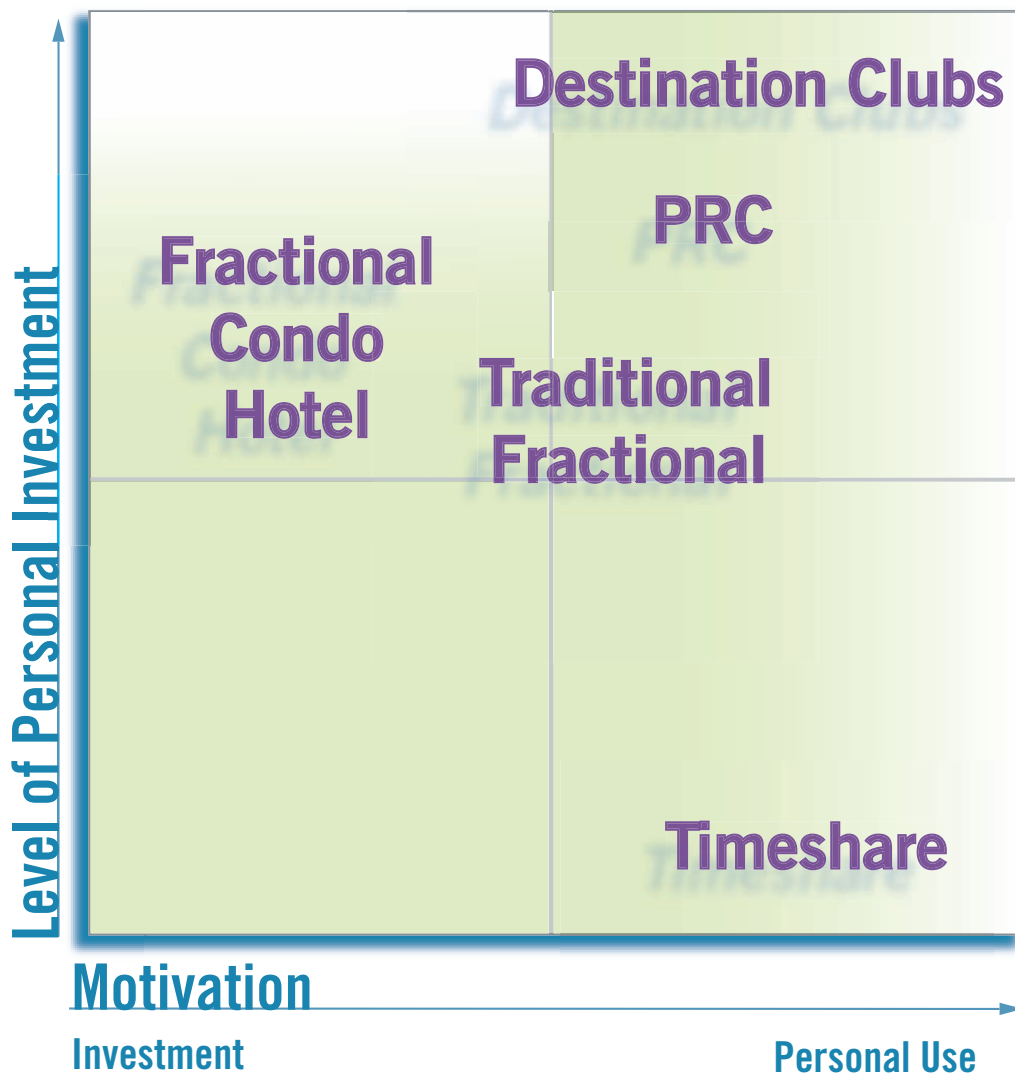 Destination Clubs
PRC
Fractional
Condo
Hotel
Traditional
Fractional
Timeshare
Level of Personal Investment
Motivation
Investment
Personal Use